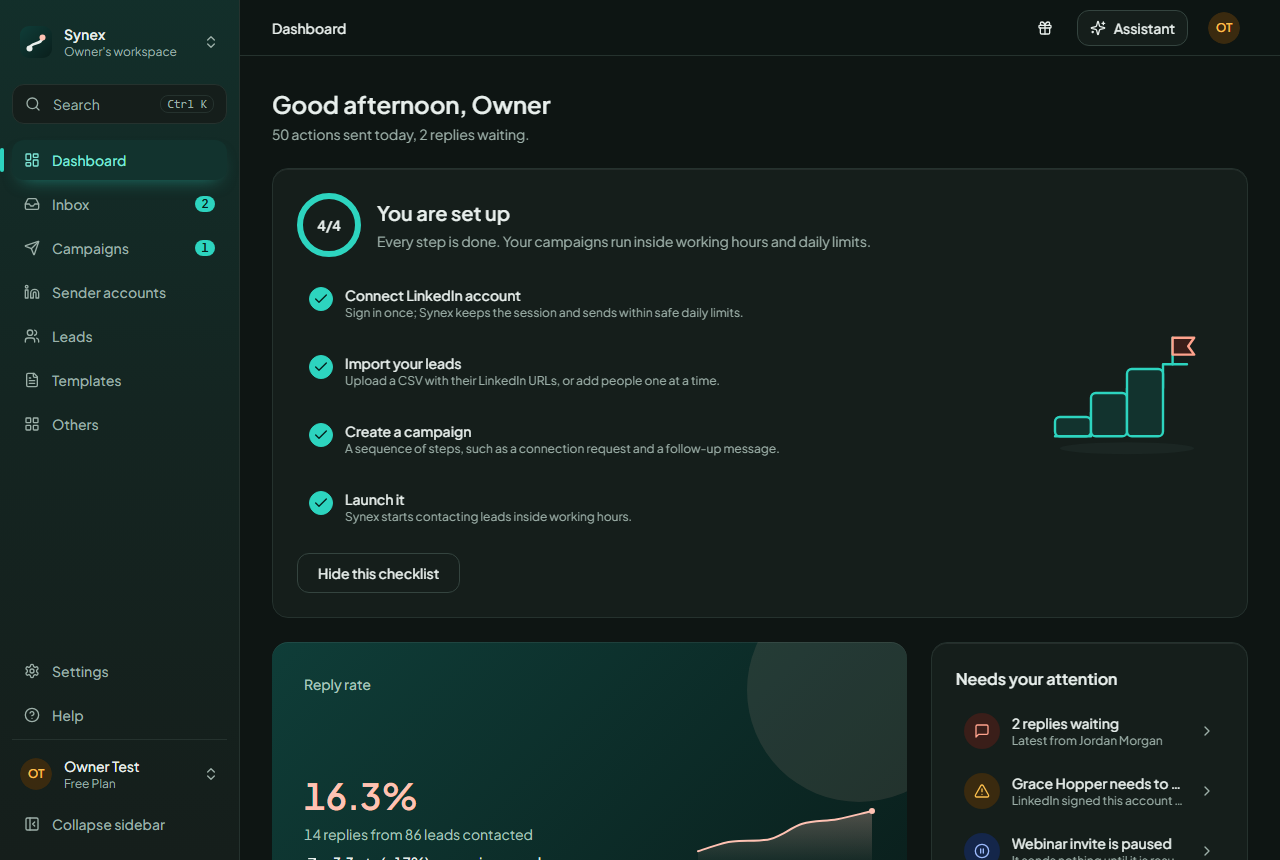 Synex
Owner's workspace
Search
Ctrl K
Dashboard
Inbox
2
Campaigns
1
Sender accounts
Leads
Templates
Others
Settings
Help
OT
Owner Test
Free Plan
Collapse sidebar
Dashboard
Assistant
OT
Good afternoon, Owner
50 actions sent today, 2 replies waiting.
4/4
You are set up
Every step is done. Your campaigns run inside working hours and daily limits.
Connect LinkedIn account
Sign in once; Synex keeps the session and sends within safe daily limits.
Import your leads
Upload a CSV with their LinkedIn URLs, or add people one at a time.
Create a campaign
A sequence of steps, such as a connection request and a follow-up message.
Launch it
Synex starts contacting leads inside working hours.
Hide this checklist
Reply rate
16.3%
14 replies from 86 leads contacted
Needs your attention
2 replies waiting
Latest from Jordan Morgan
Grace Hopper needs to ...
LinkedIn signed this account ...
Webinar invite is paused